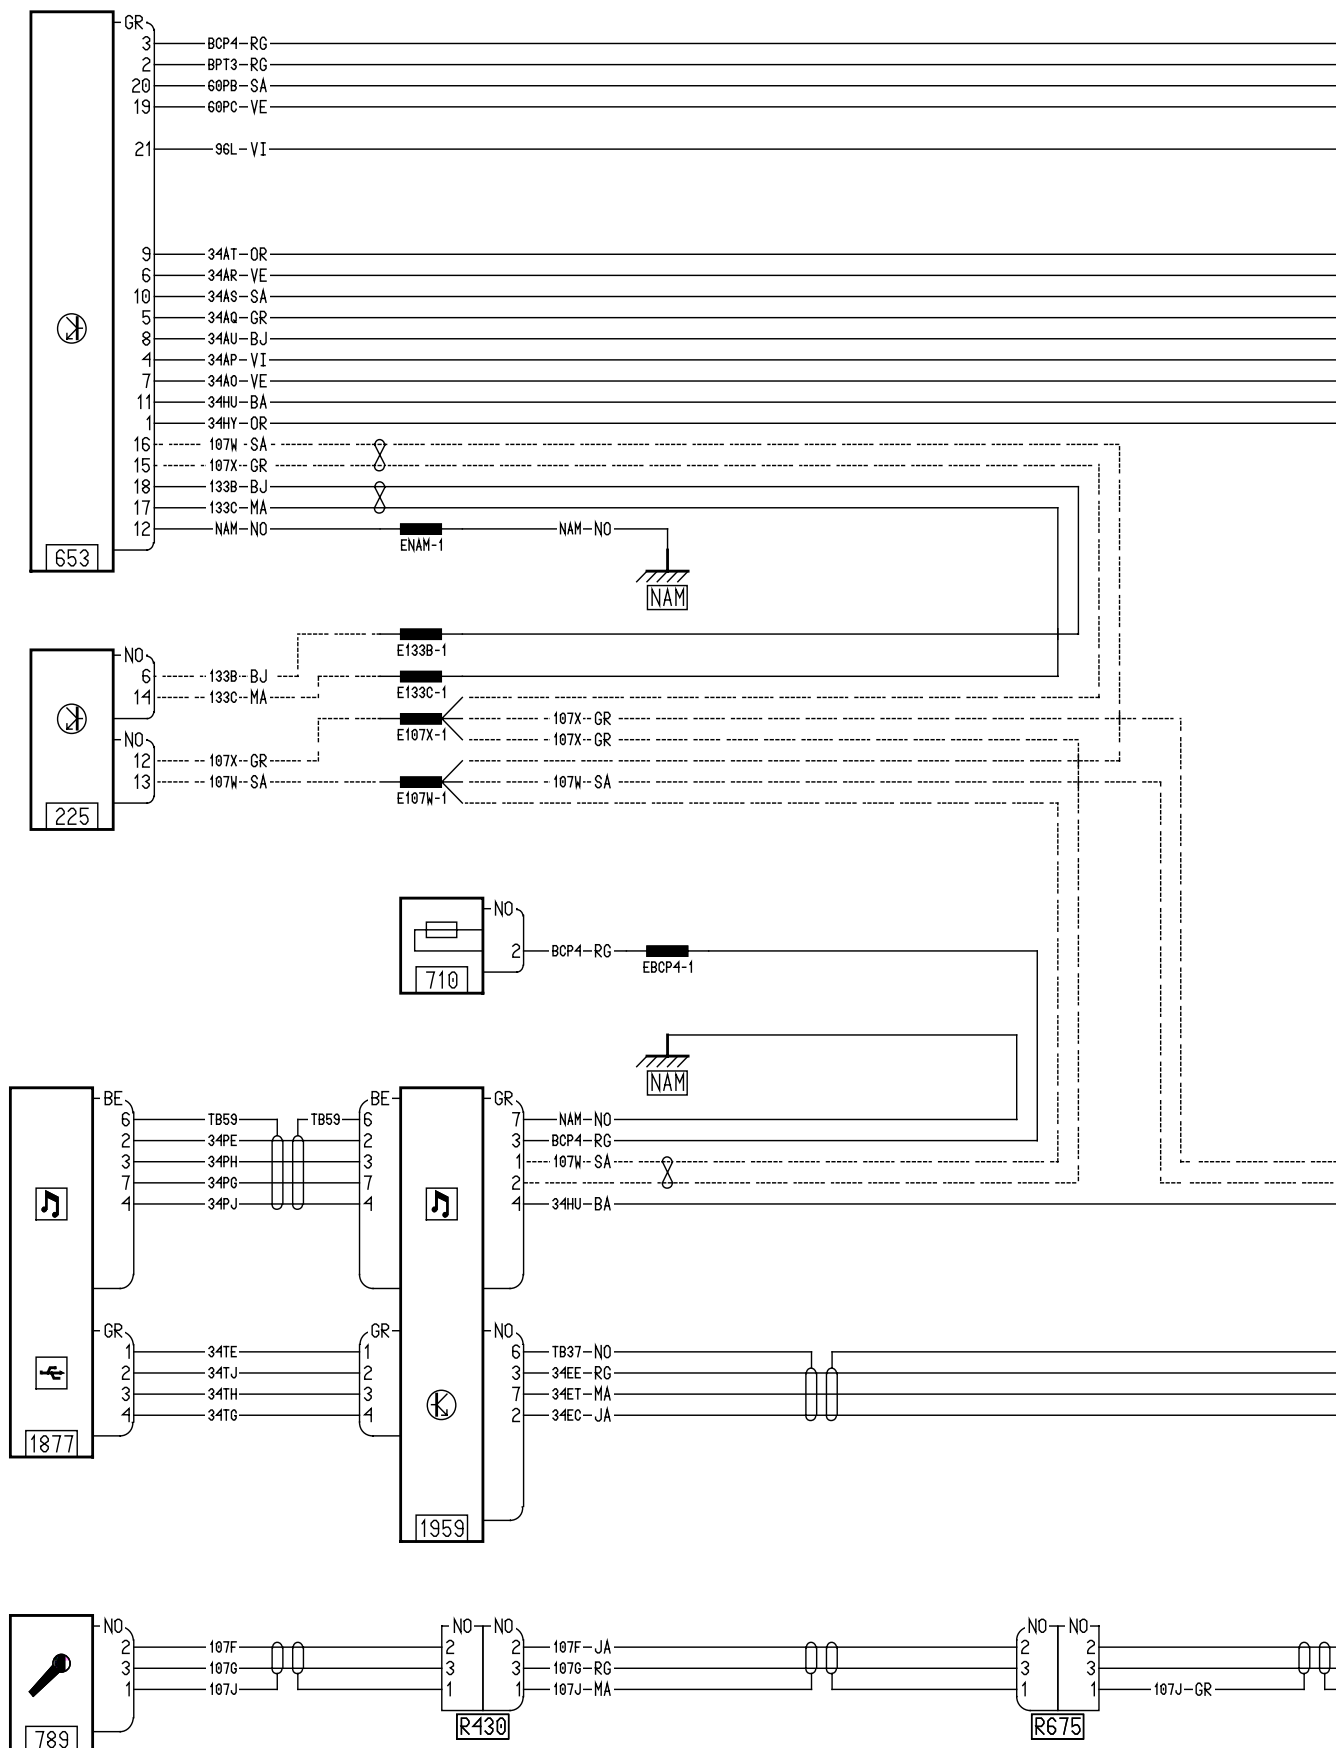 GR
3 BCP4-RG
2 BPT3-RG
20 60PB-SA
19 60PC-VE
21 96L-VI
9 34AT-OR
6 34AR-VE
10 34AS-SA
5 34AQ-GR
8 34AU-BJ
4 34AP-VI
7 34AO-VE
11 34HU-BA
1 34HY-OR
16 107W-SA
15 107X-GR
18 133B-BJ
17 133C-MA
12 NAM-NO NAM-NO
ENAM-1
653
NAM
E133B-1
NO
6 133B-BJ
E133C-1
14 133C-MA
107X-GR
E107X-1
NO 107X-GR
12 107X-GR
13 107W-SA 107W-SA
E107W-1
225
NO
2 BCP4-RG
EBCP4-1
710
NAM
BE BE GR
6 TB59 TB59 6 7 NAM-NO
2 34PE 2 3 BCP4-RG
3 34PH 3 1 107W-SA
7 34PG 7 2
4 34PJ 4 4 34HU-BA
GR GR NO
1 34TE 1 6 TB37-NO
2 34TJ 2 3 34EE-RG
3 34TH 3 7 34ET-MA
4 34TG 4 2 34EC-JA
1877
1959
NO NO NO NO NO
2 107F 2 2 107F-JA 2 2
3 107G 3 3 107G-RG 3 3
1 107J 1 1 107J-MA 1 1 107J-GR
789 R430 R675